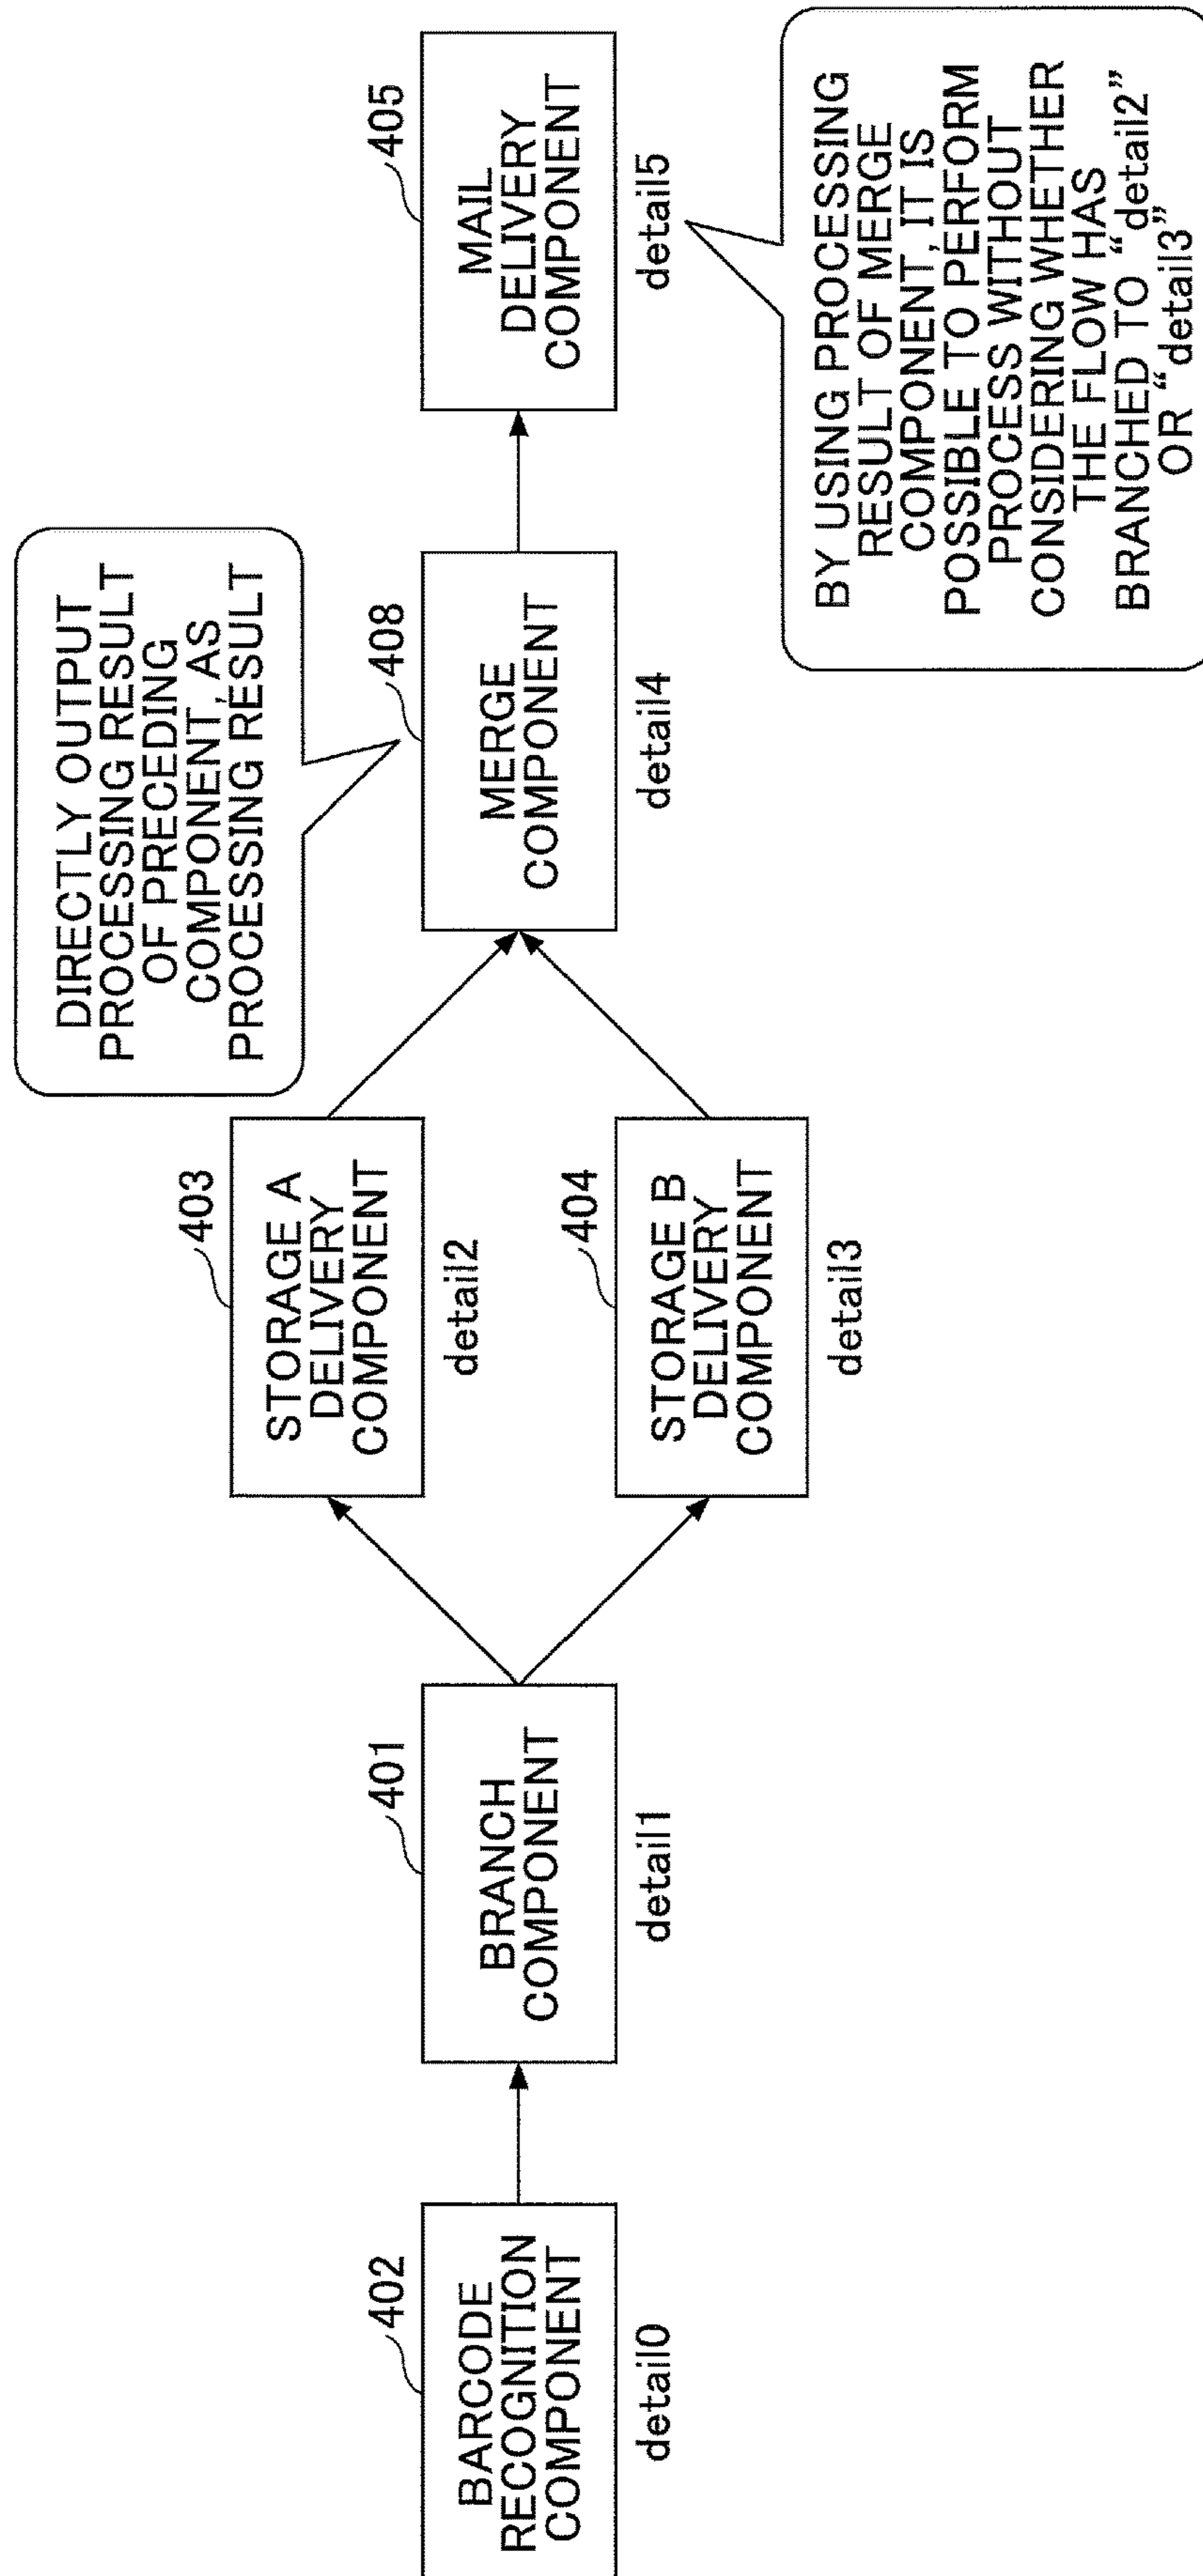 402
BARCODE
RECOGNITION
COMPONENT
detail0
401
BRANCH
COMPONENT
detail1
403
STORAGE A
DELIVERY
COMPONENT
detail2
404
STORAGE B
DELIVERY
COMPONENT
detail3
DIRECTLY OUTPUT
PROCESSING RESULT
OF PRECEDING
COMPONENT, AS
PROCESSING RESULT
408
MERGE
COMPONENT
detail4
405
MAIL
DELIVERY
COMPONENT
detail5
BY USING PROCESSING
RESULT OF MERGE
COMPONENT, IT IS
POSSIBLE TO PERFORM
PROCESS WITHOUT
CONSIDERING WHETHER
THE FLOW HAS
BRANCHED TO “detail2”
OR “detail3”